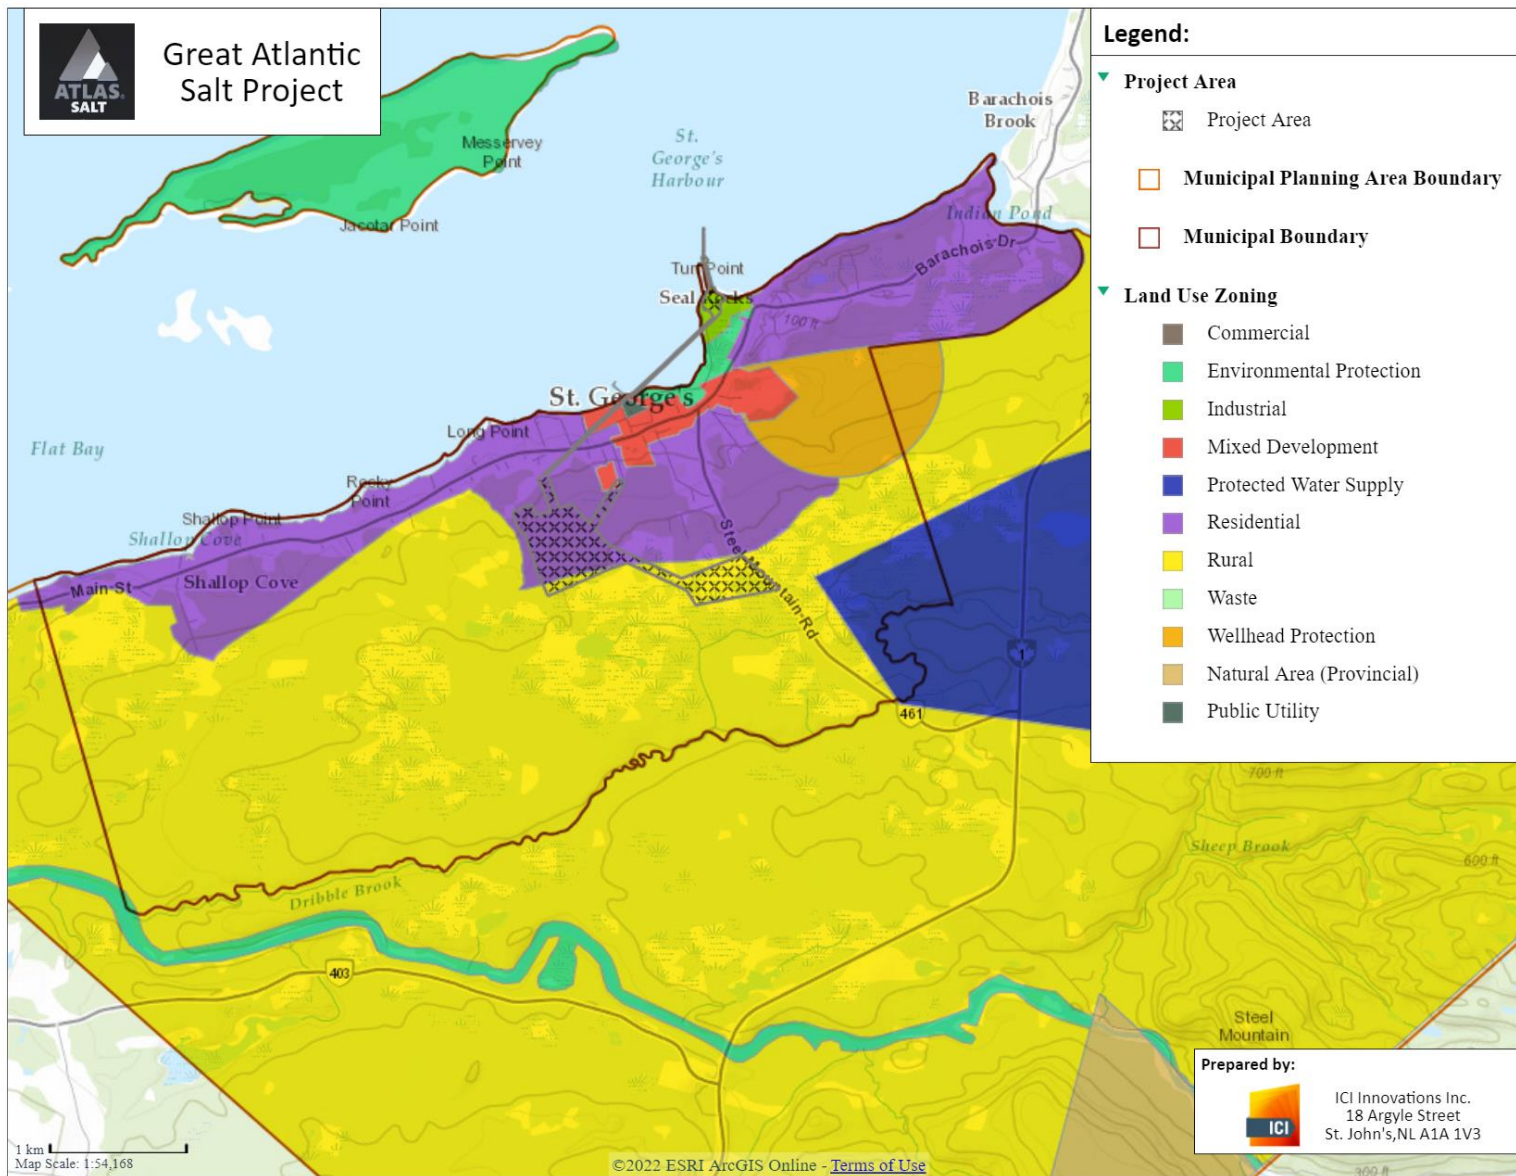 ATLAS
SALT
Great Atlantic
Salt Project
Legend:
Project Area
Project Area
Municipal Planning Area Boundary
Municipal Boundary
Land Use Zoning
Commercial
Environmental Protection
Industrial
Mixed Development
Protected Water Supply
Residential
Rural
Waste
Wellhead Protection
Natural Area (Provincial)
Public Utility
Barachois
Brook
Messervey
Point
St.
George's
Harbour
Jacotar Point
Indian Pond
Barachois Dr
Turf Point
Seal Rocks
100 ft
St. George's
Long Point
Flat Bay
Rocky
Point
Shallop Point
Shallop Cove
Main St
Shallop Cove
Steel Mountain Rd
1
461
700 ft
Sheep Brook
600 ft
Dribble Brook
403
Steel
Mountain
300 ft
Prepared by:
ICI
ICI Innovations Inc.
18 Argyle Street
St. John's,NL A1A 1V3
1 km
Map Scale: 1:54,168
©2022 ESRI ArcGIS Online - Terms of Use